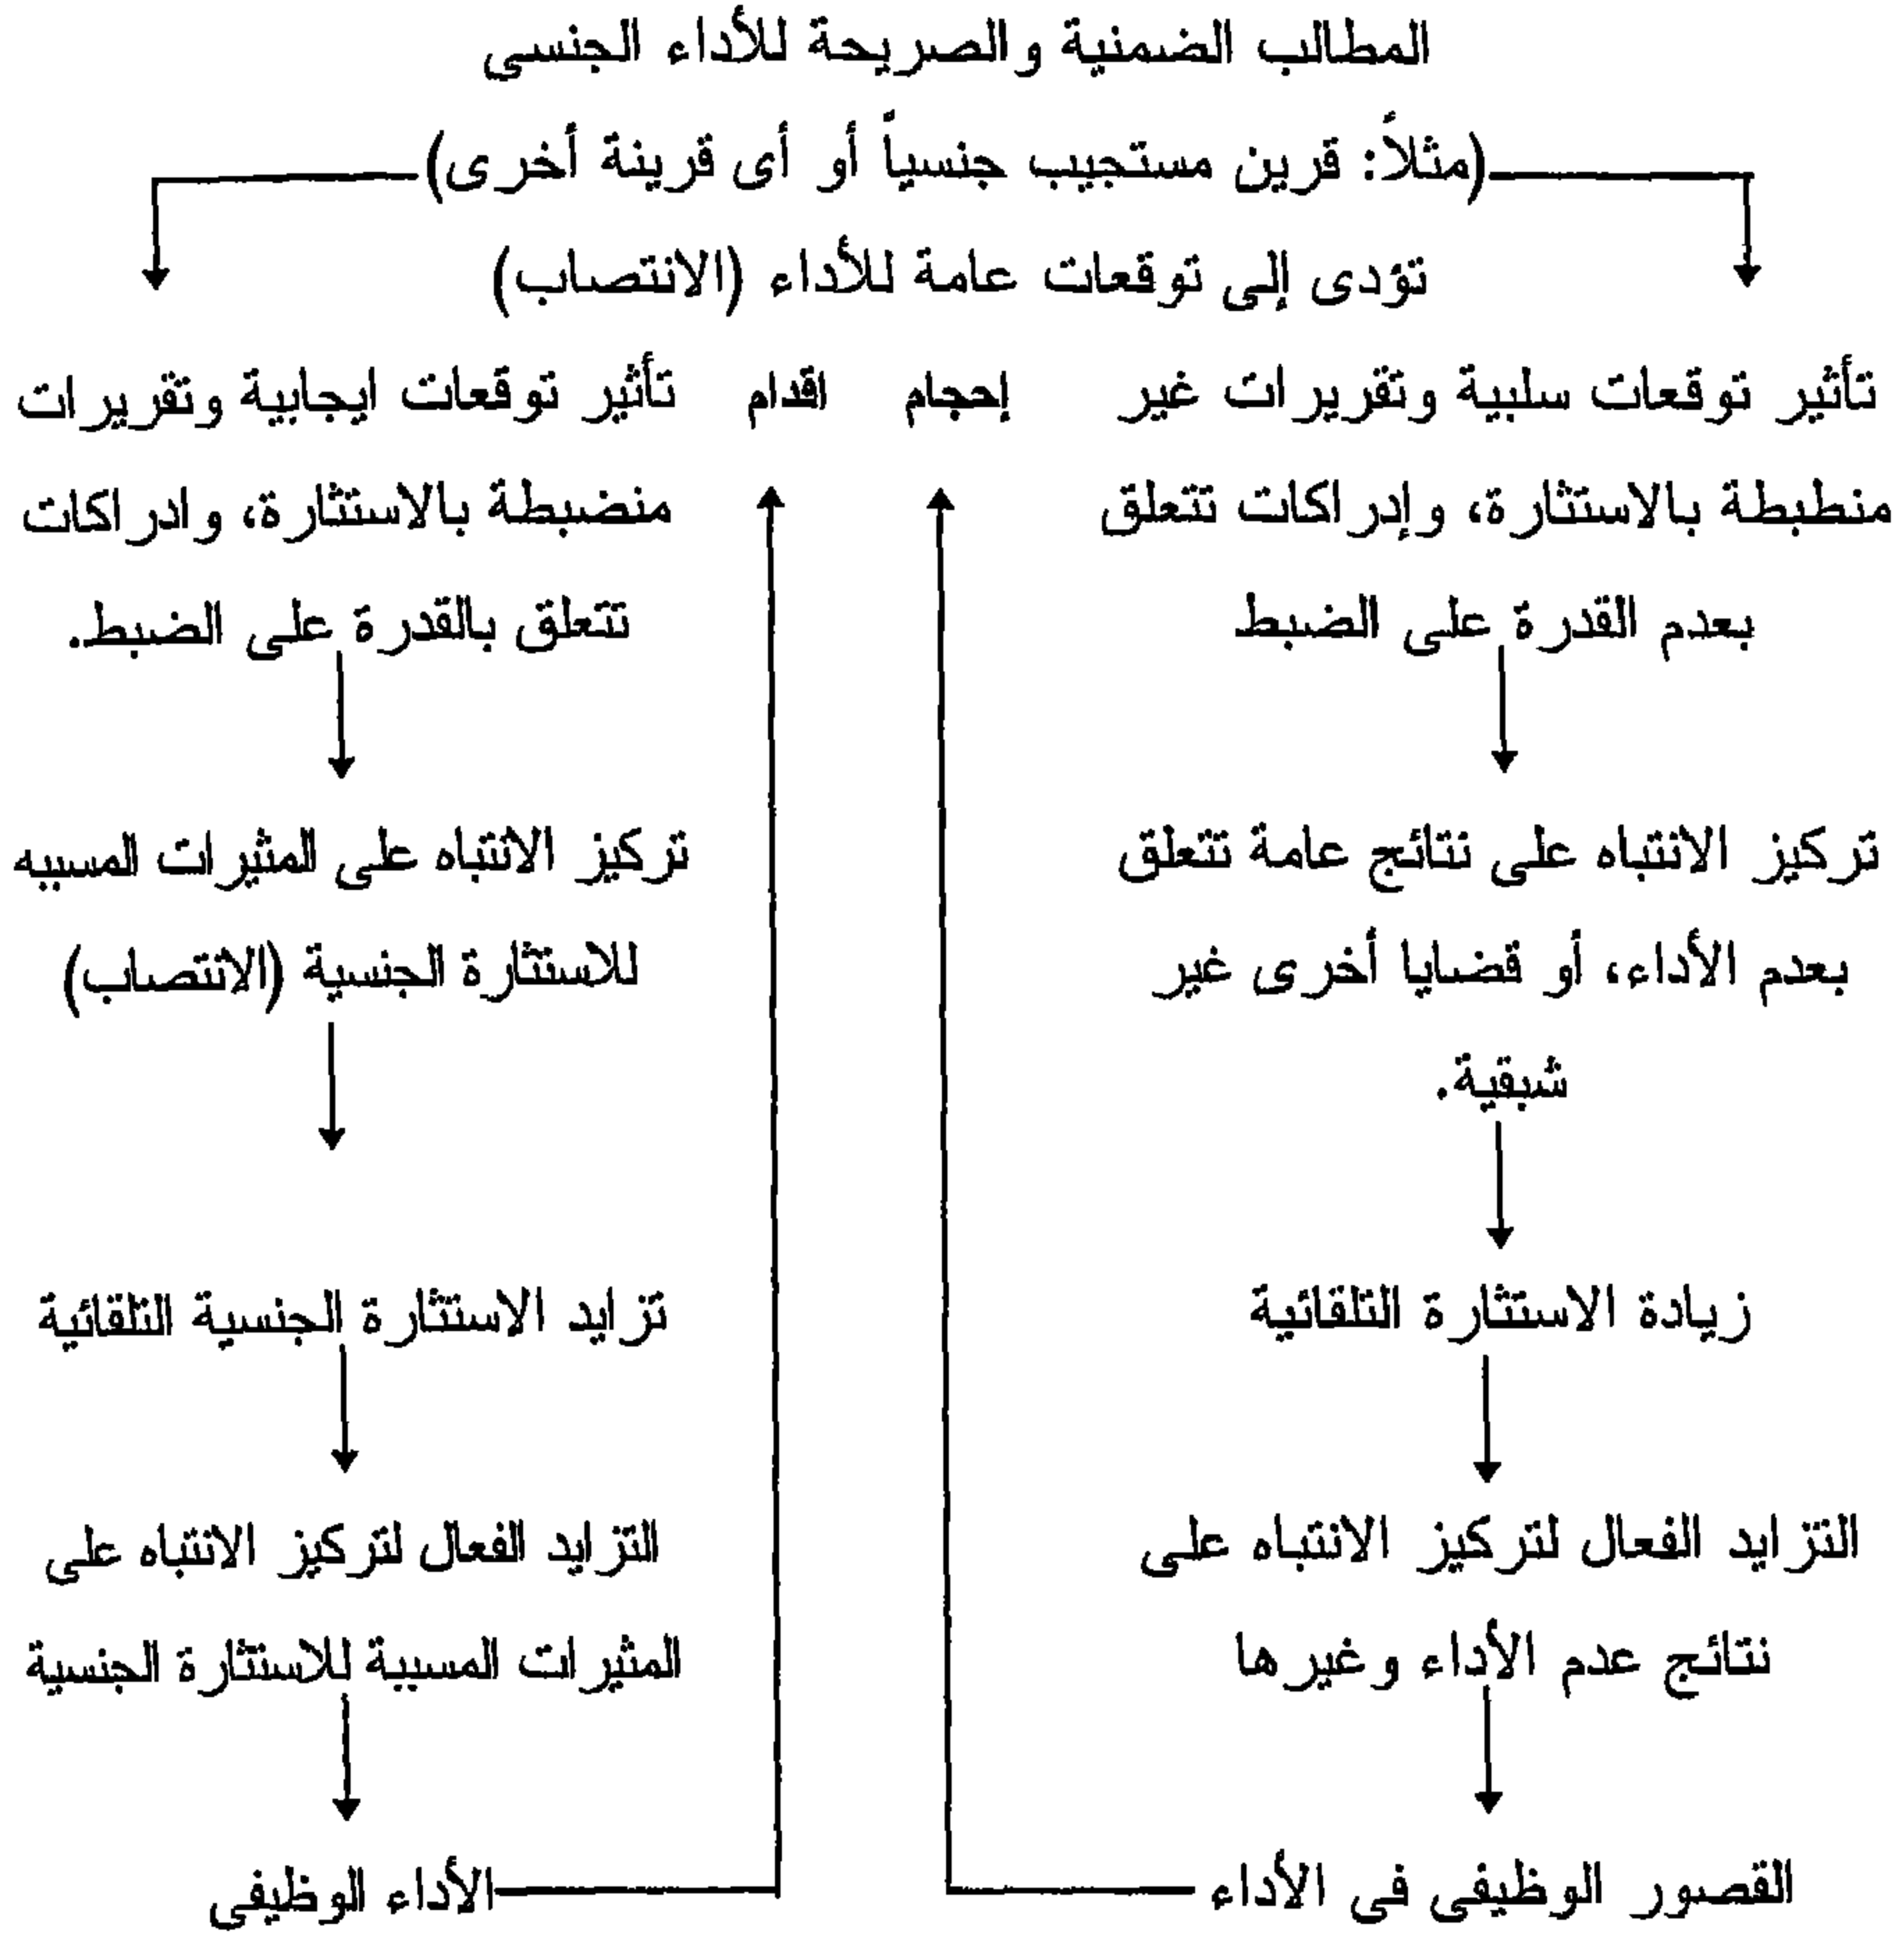 المطالب الضمنية والصريحة للأداء الجنسى
(مثلاً: قرين مستجيب جنسياً أو أى قرينة أخرى)
تؤدى إلى توقعات عامة للأداء (الانتصاب)
تأثير توقعات سلبية وتقريرات غير
منطبطة بالاستثارة، وإدراكات تتعلق
بعدم القدرة على الضبط
تركيز الانتباه على نتائج عامة تتعلق
بعدم الأداء، أو قضايا أخرى غير
شبقية.
زيادة الاستثارة التلقائية
التزايد الفعال لتركيز الانتباه على
نتائج عدم الأداء وغيرها
القصور الوظيفى فى الأداء
إحجام
اقدام
تأثير توقعات ايجابية وتقريرات
منضبطة بالاستثارة، وادراكات
تتعلق بالقدرة على الضبط.
تركيز الانتباه على المثيرات المسببه
للاستثارة الجنسية (الانتصاب)
تزايد الاستثارة الجنسية التلقائية
التزايد الفعال لتركيز الانتباه على
المثيرات المسببة للاستثارة الجنسية
الأداء الوظيفى